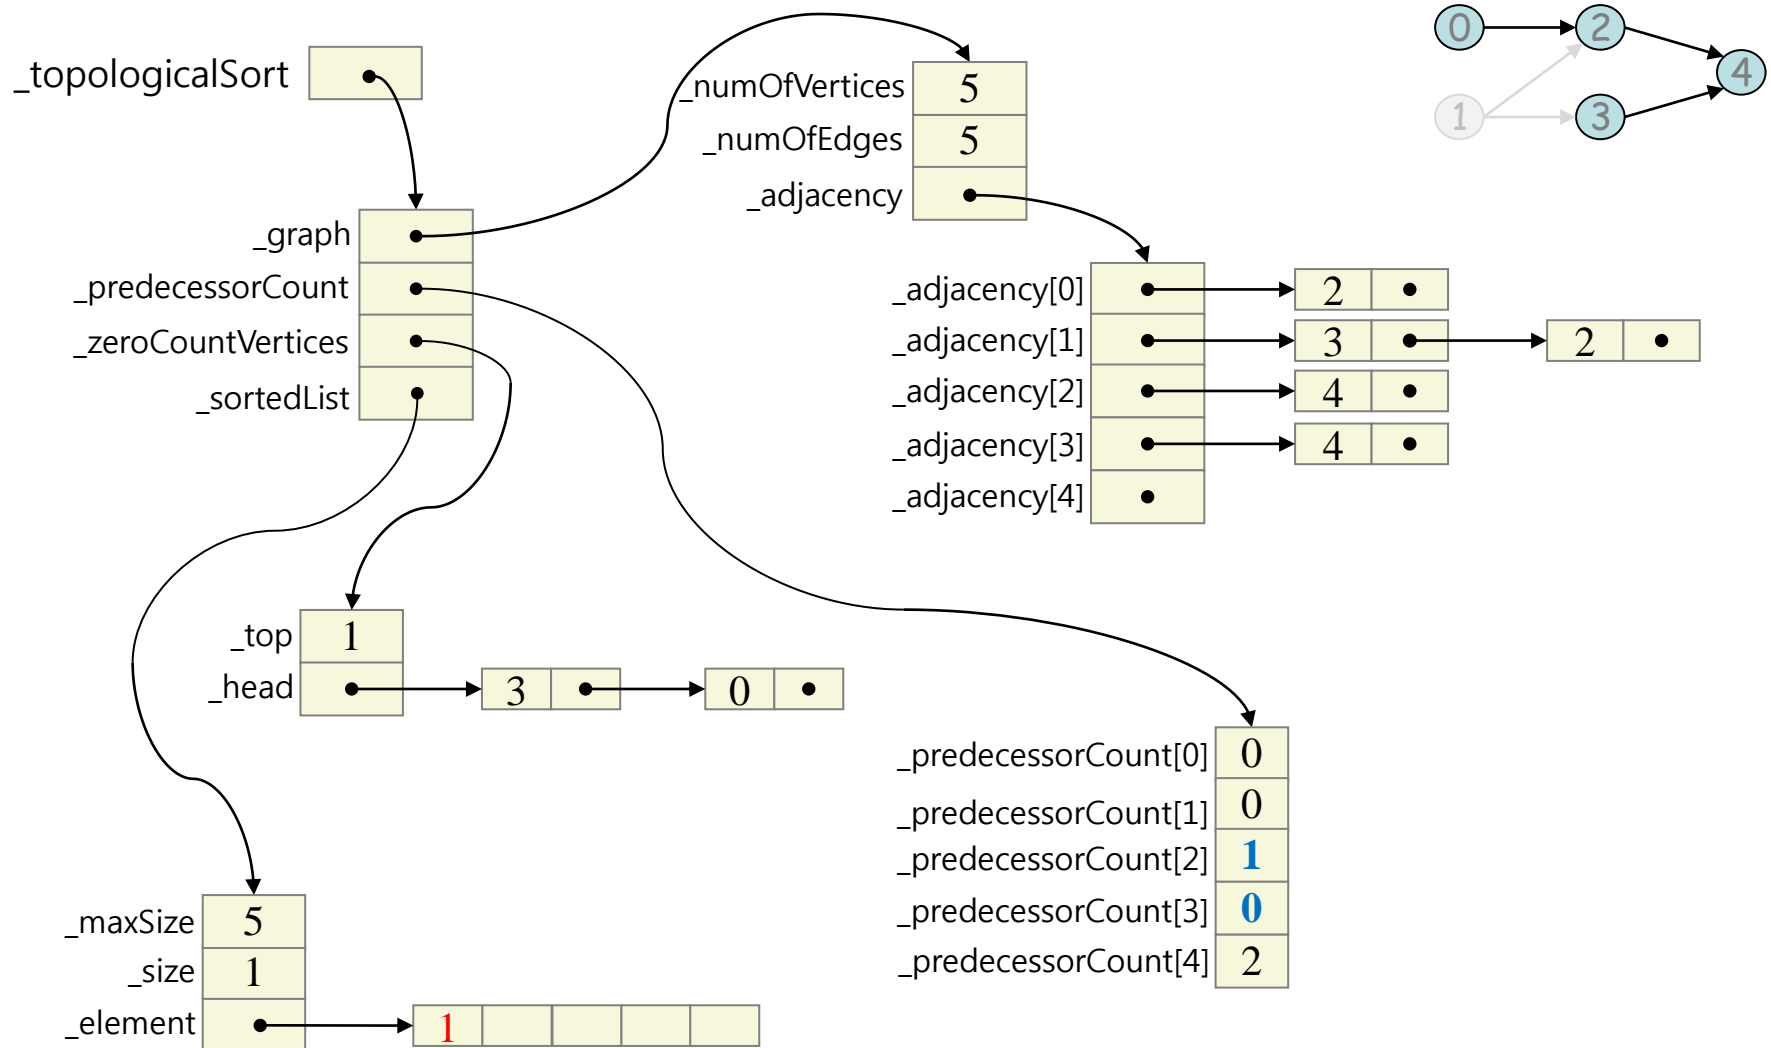 0 2
_topologicalSort
4
_numOfVertices 5
1 3
_numOfEdges 5
_adjacency
_graph
_predecessorCount
_adjacency[0] 2
_zeroCountVertices
_adjacency[1] 3 2
_sortedList
_adjacency[2] 4
_adjacency[3] 4
_adjacency[4]
_top 1
_head 3 0
_predecessorCount[0] 0
_predecessorCount[1] 0
_predecessorCount[2] 1
_predecessorCount[3] 0
_predecessorCount[4] 2
_maxSize 5
_size 1
_element 1